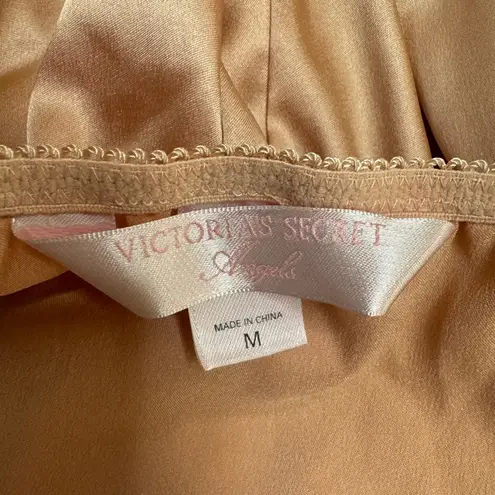 VICTORIA'S SECRET
Angels
MADE IN CHINA
M